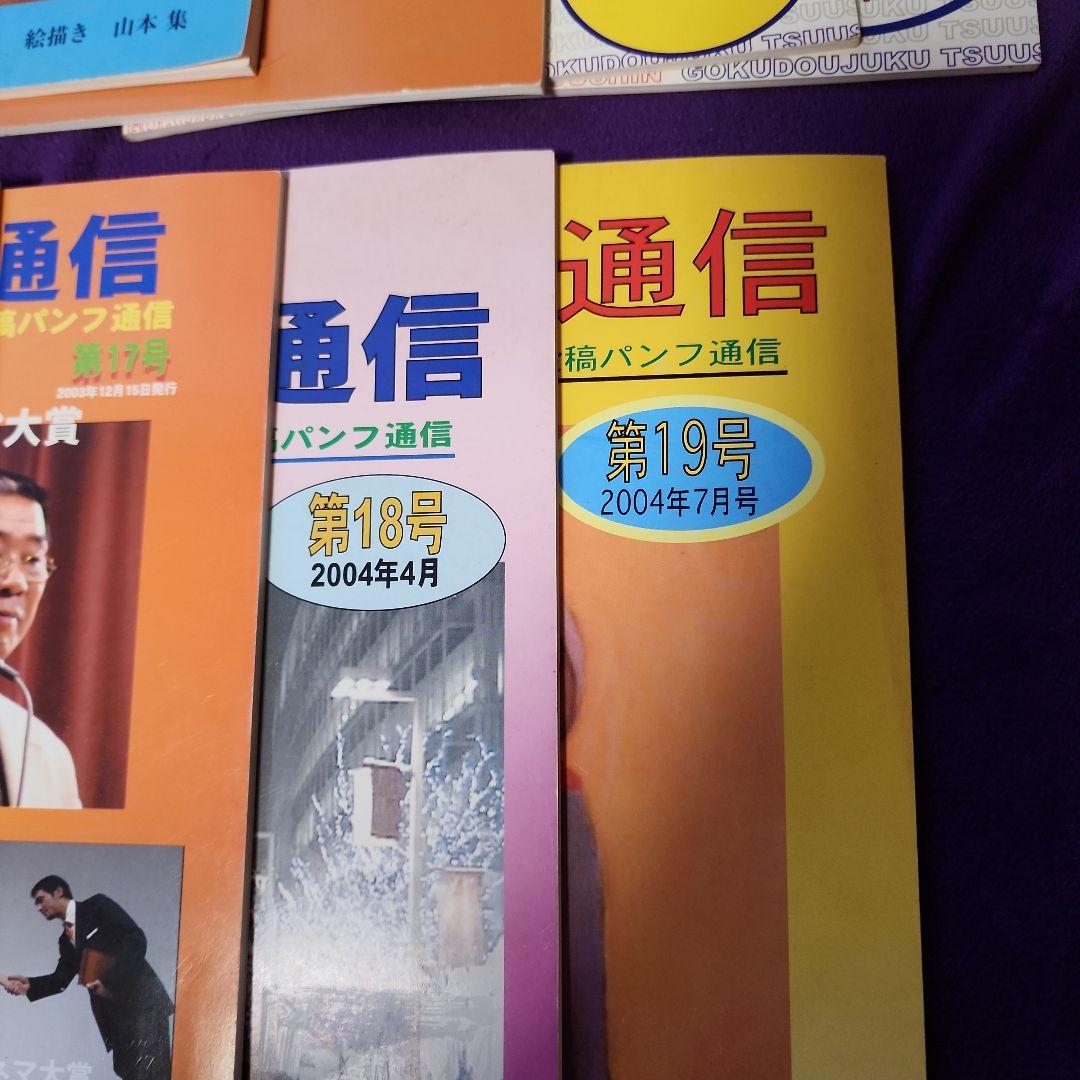 絵描き 山本 集
GOKUDOUJUKU TSUUS
通信
稿パンフ通信
第17号
2003年12月15日発行
大賞
マ大賞
通信
パンフ通信
第18号
2004年4月
通信
稿パンフ通信
第19号
2004年7月号